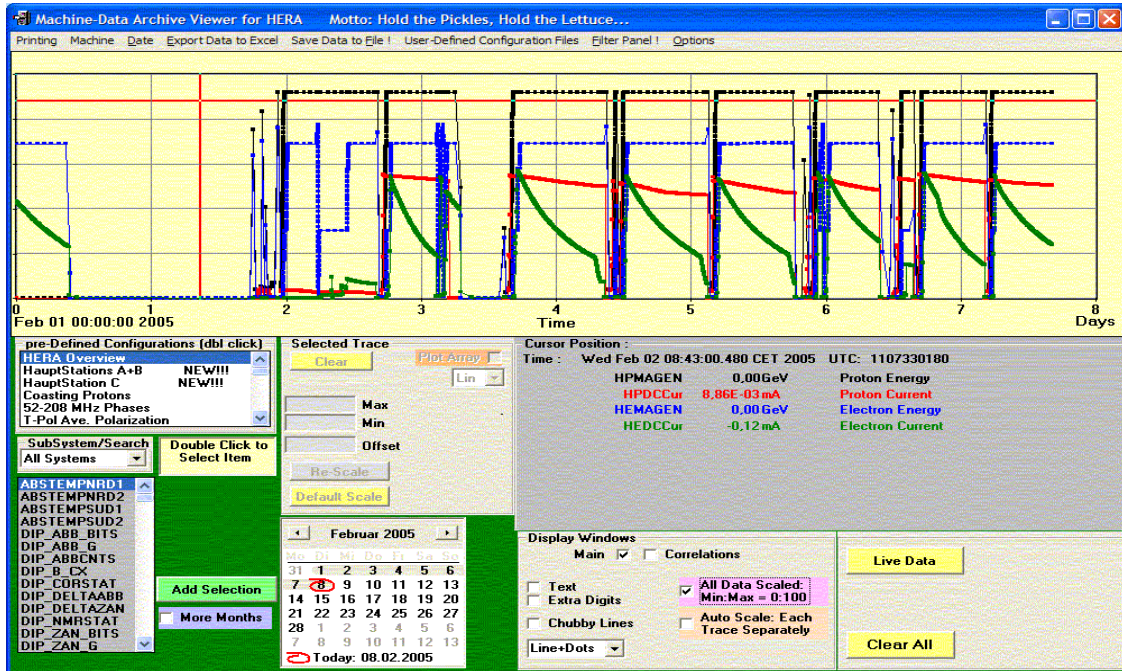 Machine-Data Archive Viewer for HERA Motto: Hold the Pickles, Hold the Lettuce...
Printing Machine Date Export Data to Excel Save Data to File ! User-Defined Configuration Files Filter Panel ! Options
0 1 2 3 4 5 6 7 8
Feb 01 00:00:00 2005 Time Days
pre-Defined Configurations (dbl click)
HERA Overview
HauptStations A+B NEW!!!
HauptStation C NEW!!!
Coasting Protons
52-208 MHz Phases
T-Pol Ave. Polarization
SubSystem/Search
All Systems
Double Click to
Select Item
ABSTEMPNRD1
ABSTEMPNRD2
ABSTEMPSUD1
ABSTEMPSUD2
DIP_ABB_BITS
DIP_ABB_G
DIP_ABBCNTS
DIP_B_CX
DIP_CORSTAT
DIP_DELTAABB
DIP_DELTAZAN
DIP_NMRSTAT
DIP_ZAN_BITS
DIP_ZAN_G
Add Selection
More Months
Selected Trace
Clear
Plot-Array
Lin
Max
Min
Offset
Re-Scale
Default Scale
Februar 2005
Mo Di Mi Do Fr Sa So
31 1 2 3 4 5 6
7 8 9 10 11 12 13
14 15 16 17 18 19 20
21 22 23 24 25 26 27
28 1 2 3 4 5 6
7 8 9 10 11 12 13
Today: 08.02.2005
Cursor Position :
Time : Wed Feb 02 08:43:00.480 CET 2005 UTC: 1107330180
HPMAGEN 0,00GeV Proton Energy
HPDCCur 8,86E-03mA Proton Current
HEMAGEN 0,00GeV Electron Energy
HEDCCur -0,12mA Electron Current
Display Windows
Main Correlations
Text
Extra Digits
Chubby Lines
Line+Dots
All Data Scaled:
Min:Max = 0:100
Auto Scale: Each
Trace Separately
Live Data
Clear All